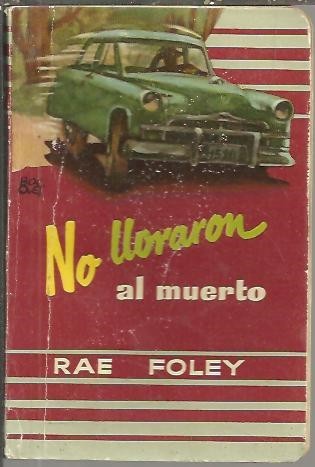 No lloraron
al muerto
RAE FOLEY